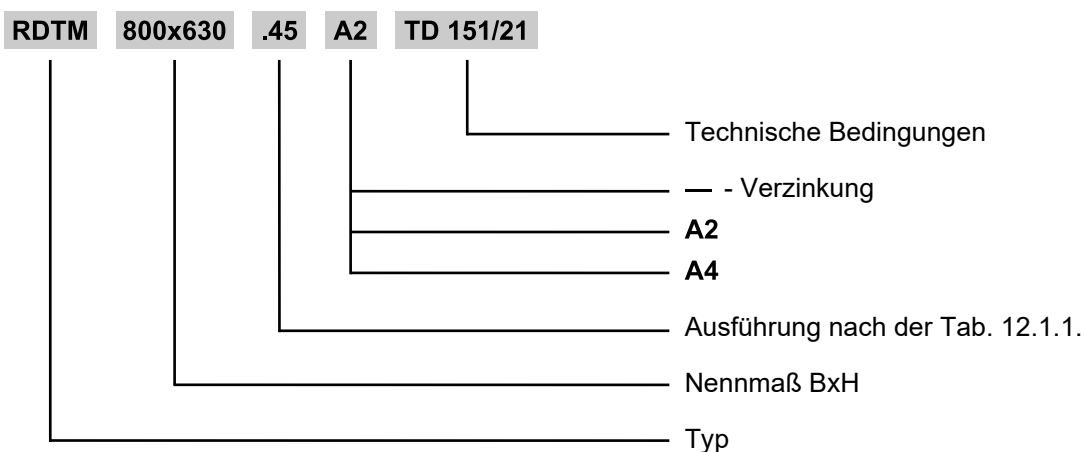 RDTM 800x630 .45 A2 TD 151/21
Technische Bedingungen
— - Verzinkung
A2
A4
Ausführung nach der Tab. 12.1.1.
Nennmaß BxH
Typ